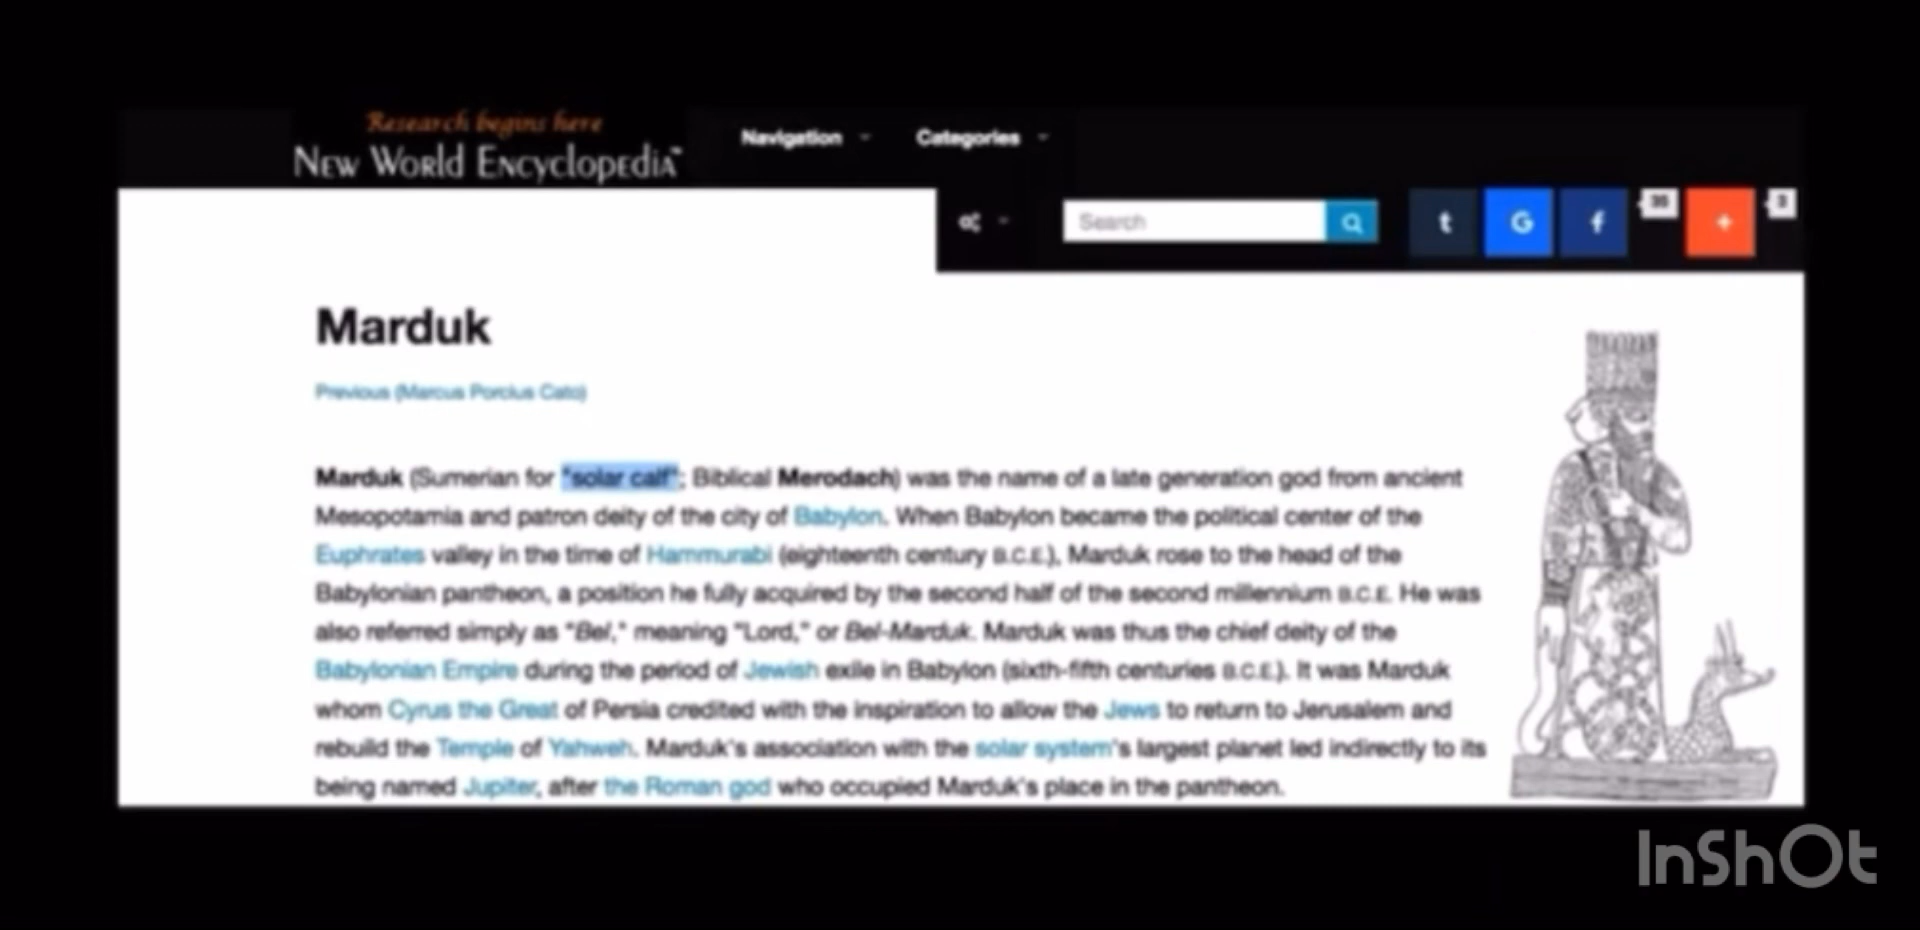 Research begins here
New World Encyclopedia™
Navigation
Categories
Search
t
G
f
+
3
Marduk
Previous (Marcus Porcius Cato)
Marduk (Sumerian for "solar calf"; Biblical Merodach) was the name of a late generation god from ancient
Mesopotamia and patron deity of the city of Babylon. When Babylon became the political center of the
Euphrates valley in the time of Hammurabi (eighteenth century B.C.E.), Marduk rose to the head of the
Babylonian pantheon, a position he fully acquired by the second half of the second millennium B.C.E. He was
also referred simply as "Bel," meaning "Lord," or Bel-Marduk. Marduk was thus the chief deity of the
Babylonian Empire during the period of Jewish exile in Babylon (sixth-fifth centuries B.C.E.). It was Marduk
whom Cyrus the Great of Persia credited with the inspiration to allow the Jews to return to Jerusalem and
rebuild the Temple of Yahweh. Marduk's association with the solar system's largest planet led indirectly to its
being named Jupiter, after the Roman god who occupied Marduk's place in the pantheon.
InShOt